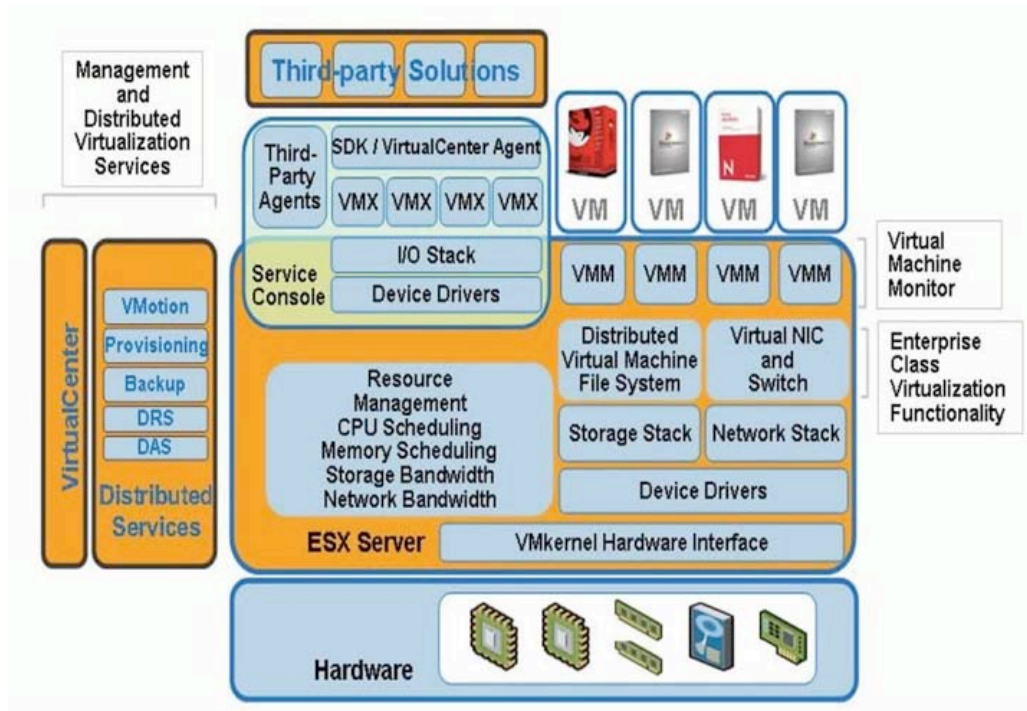 Management
and
Distributed
Virtualization
Services
Third-party Solutions
Third-
Party
Agents
SDK / VirtualCenter Agent
VMX
VMX
VMX
VMX
I/O Stack
Device Drivers
Service
Console
N
VM
VM
VM
VM
VMM
VMM
VMM
VMM
Virtual
Machine
Monitor
VirtualCenter
VMotion
Provisioning
Backup
DRS
DAS
Distributed
Services
Resource
Management
CPU Scheduling
Memory Scheduling
Storage Bandwidth
Network Bandwidth
Distributed
Virtual Machine
File System
Virtual NIC
and
Switch
Storage Stack
Network Stack
Device Drivers
Enterprise
Class
Virtualization
Functionality
ESX Server
VMkernel Hardware Interface
Hardware